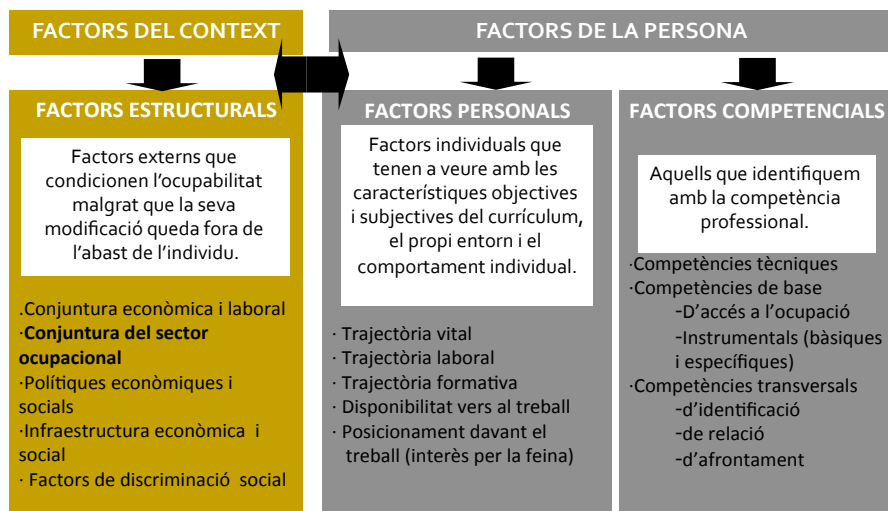 FACTORS DEL CONTEXT
FACTORS DE LA PERSONA
FACTORS ESTRUCTURALS
Factors externs que
condicionen l'ocupabilitat
malgrat que la seva
modificació queda fora de
l'abast de l'individu.
.Conjuntura econòmica i laboral
·Conjuntura del sector
ocupacional
·Polítiques econòmiques i
socials
·Infraestructura econòmica i
social
· Factors de discriminació social
FACTORS PERSONALS
Factors individuals que
tenen a veure amb les
característiques objectives
i subjectives del currículum,
el propi entorn i el
comportament individual.
· Trajectòria vital
· Trajectòria laboral
· Trajectòria formativa
· Disponibilitat vers al treball
· Posicionament davant el
treball (interès per la feina)
FACTORS COMPETENCIALS
Aquells que identifiquem
amb la competència
professional.
·Competències tècniques
·Competències de base
-D'accés a l'ocupació
-Instrumentals (bàsiques
i específiques)
·Competències transversals
-d'identificació
-de relació
-d'afrontament